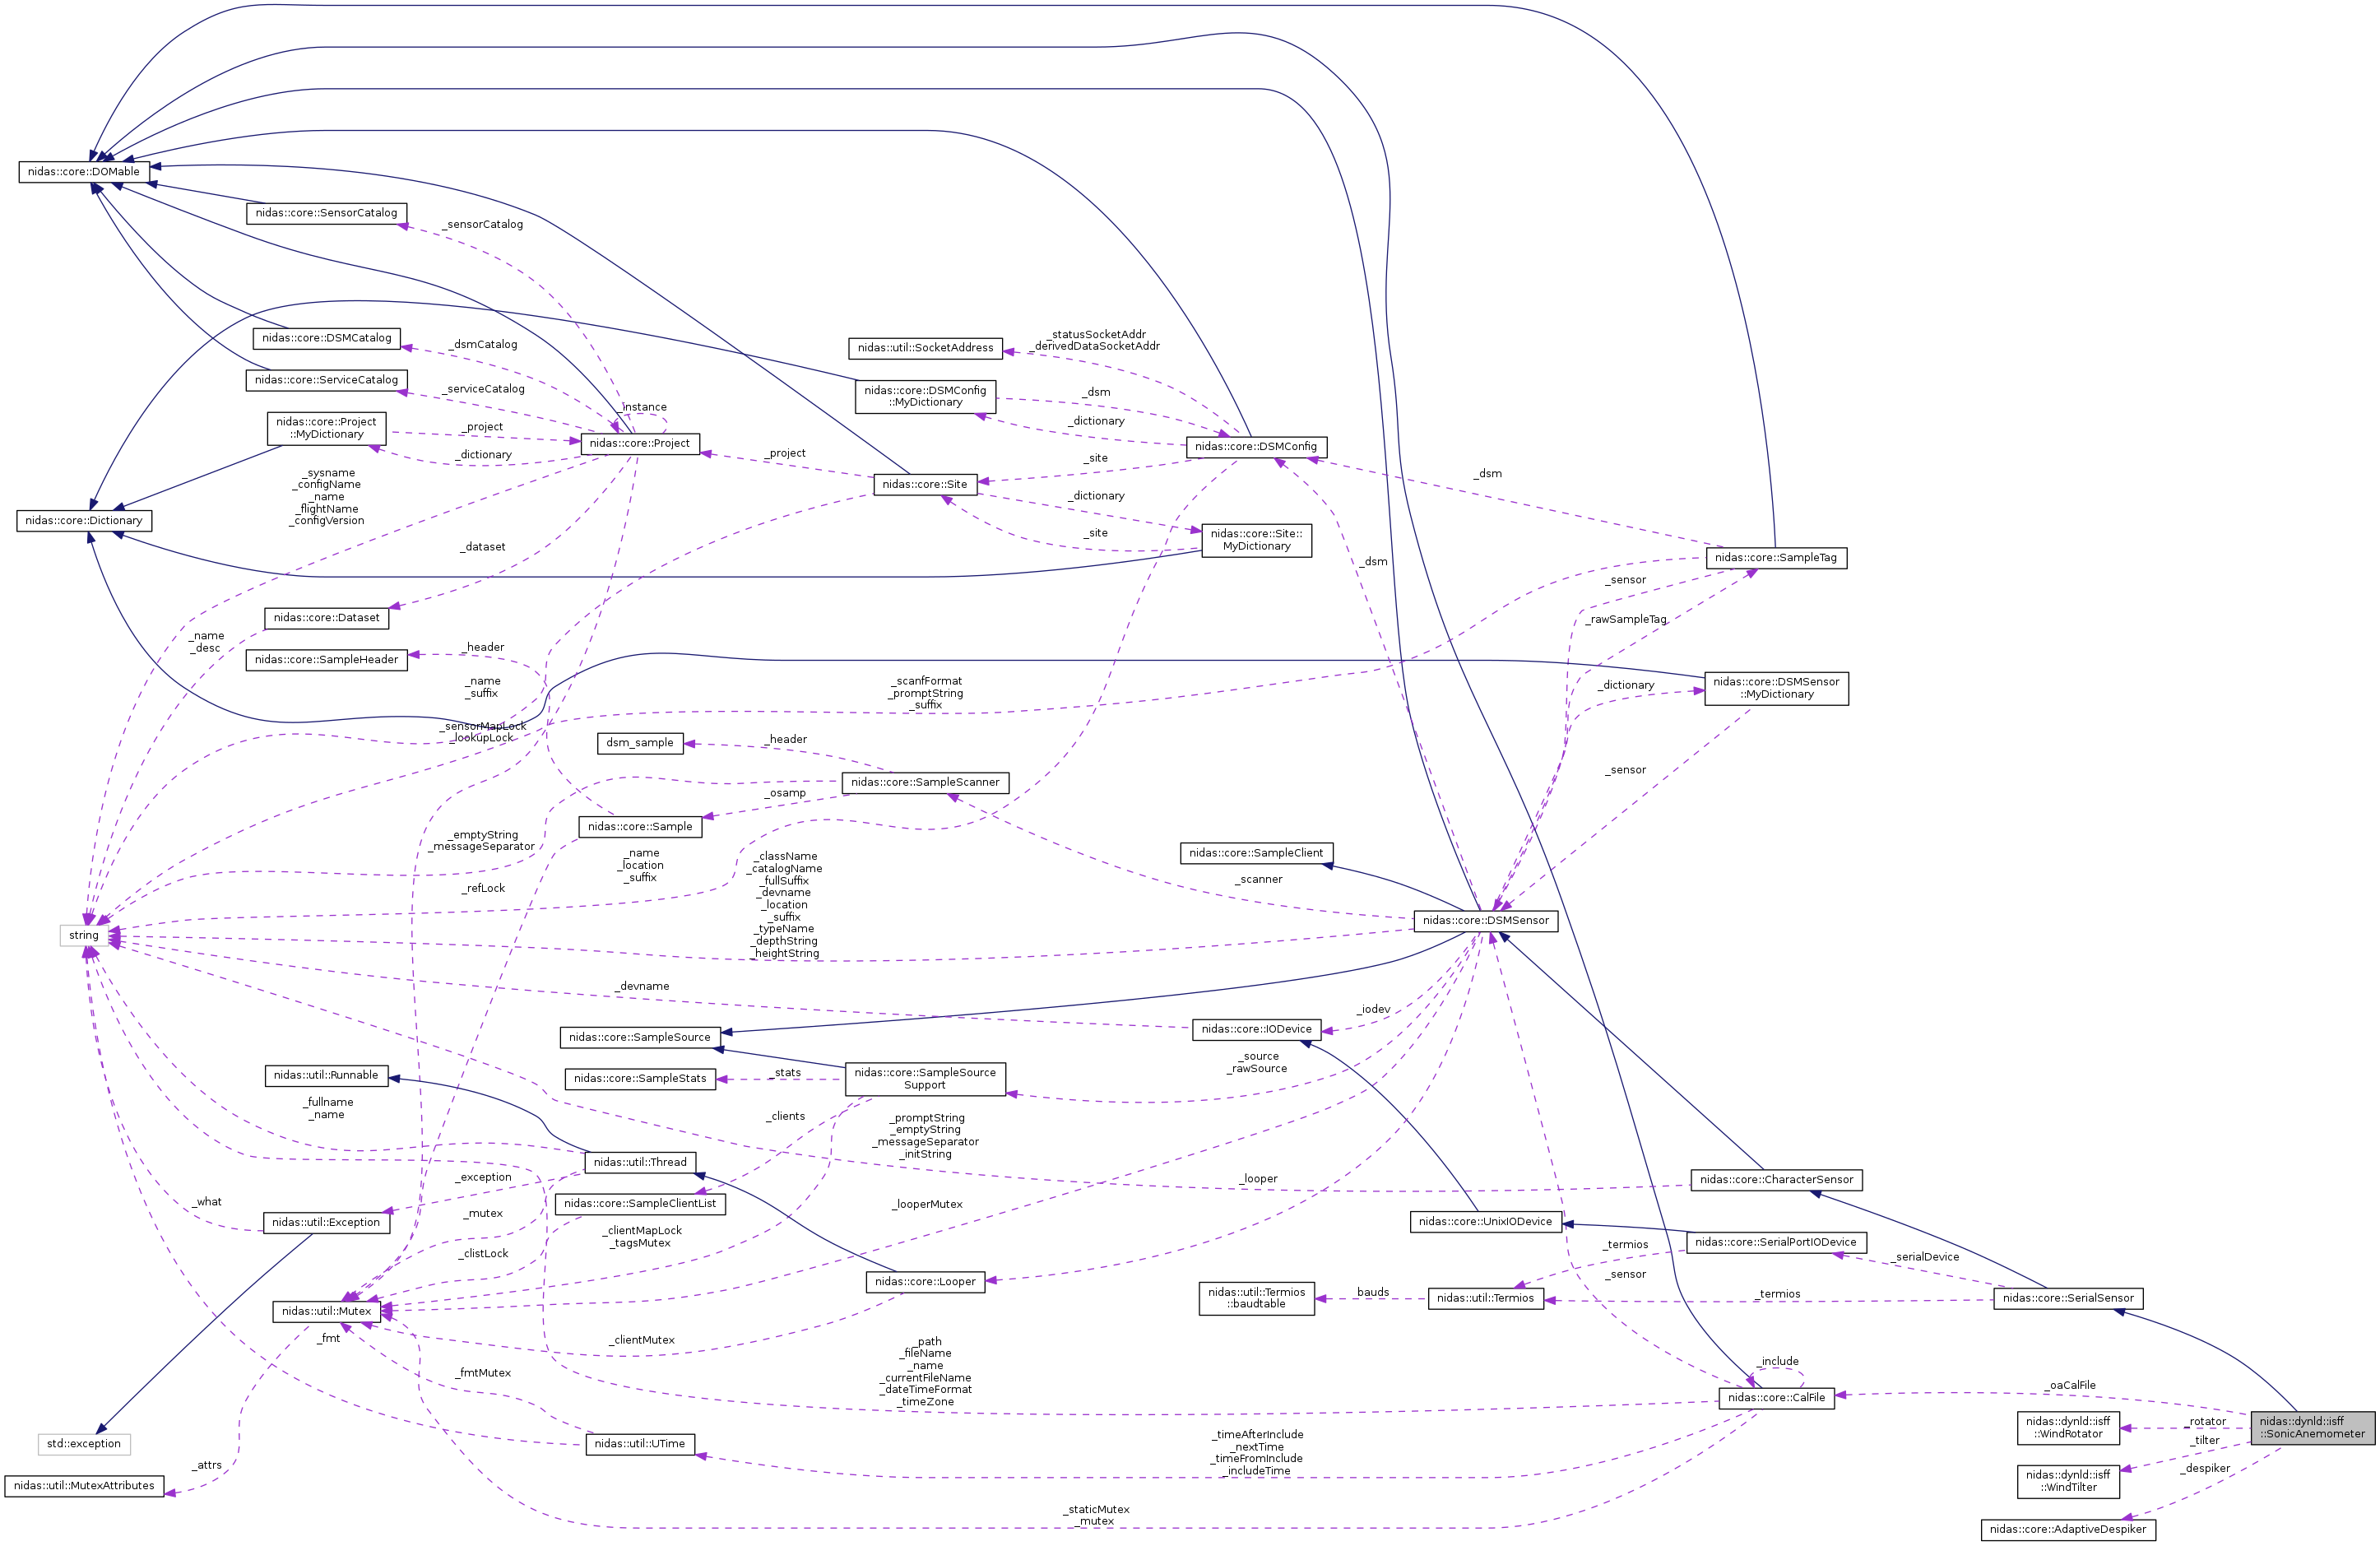 nidas::core::DOMable
nidas::core::SensorCatalog
_sensorCatalog
nidas::core::DSMCatalog
_dsmCatalog
nidas::core::ServiceCatalog
_serviceCatalog
_instance
nidas::core::Project
::MyDictionary
_project
nidas::core::Project
_dictionary
nidas::util::SocketAddress
_statusSocketAddr
_derivedDataSocketAddr
nidas::core::DSMConfig
::MyDictionary
_dsm
_dictionary
nidas::core::DSMConfig
_project
_site
nidas::core::Site
_dictionary
_dsm
_sysname
_configName
_name
_flightName
_configVersion
nidas::core::Dictionary
_dataset
_site
nidas::core::Site::
MyDictionary
_dsm
nidas::core::SampleTag
_sensor
nidas::core::Dataset
_rawSampleTag
_name
_desc
nidas::core::SampleHeader
_header
_name
_suffix
_scanfFormat
_promptString
_suffix
_dictionary
nidas::core::DSMSensor
::MyDictionary
_sensorMapLock
_lookupLock
dsm_sample
_header
nidas::core::SampleScanner
_sensor
_osamp
nidas::core::Sample
_emptyString
_messageSeparator
_name
_location
_suffix
_className
_catalogName
_fullSuffix
_devname
_location
_suffix
_typeName
_depthString
_heightString
nidas::core::SampleClient
_scanner
_refLock
nidas::core::DSMSensor
string
_devname
nidas::core::IODevice
_iodev
nidas::core::SampleSource
_source
_rawSource
nidas::util::Runnable
nidas::core::SampleStats
_stats
nidas::core::SampleSource
Support
_fullname
_name
_clients
_promptString
_emptyString
_messageSeparator
_initString
nidas::util::Thread
_exception
_looper
nidas::core::CharacterSensor
_what
nidas::core::SampleClientList
_looperMutex
nidas::util::Exception
_mutex
_clientMapLock
_tagsMutex
nidas::core::UnixIODevice
_clistLock
_termios
nidas::core::SerialPortIODevice
_serialDevice
nidas::core::Looper
_sensor
nidas::util::Mutex
nidas::util::Termios
::baudtable
bauds
nidas::util::Termios
_termios
nidas::core::SerialSensor
_fmt
_clientMutex
_path
_fileName
_name
_currentFileName
_dateTimeFormat
_timeZone
_include
_fmtMutex
nidas::core::CalFile
_oaCalFile
std::exception
nidas::util::UTime
_timeAfterInclude
_nextTime
_timeFromInclude
_includeTime
nidas::dynld::isff
::WindRotator
_rotator
nidas::dynld::isff
::SonicAnemometer
_tilter
_attrs
nidas::util::MutexAttributes
nidas::dynld::isff
::WindTilter
_despiker
_staticMutex
_mutex
nidas::core::AdaptiveDespiker